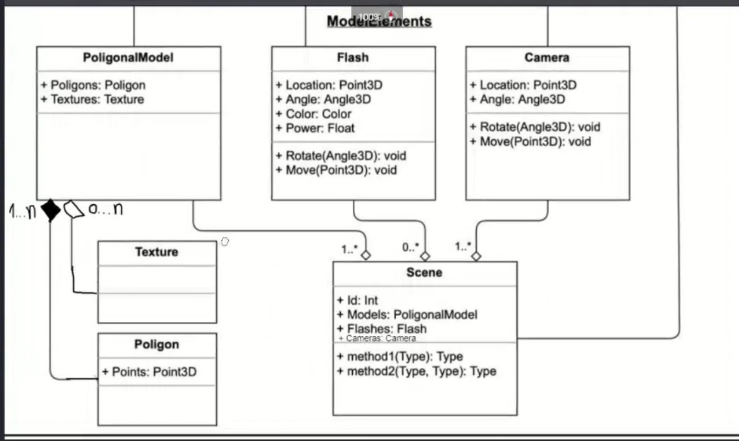 ModelElements
100%
PoligonalModel
+ Poligons: Poligon
+ Textures: Texture
Flash
+ Location: Point3D
+ Angle: Angle3D
+ Color: Color
+ Power: Float
+ Rotate(Angle3D): void
+ Move(Point3D): void
Camera
+ Location: Point3D
+ Angle: Angle3D
+ Rotate(Angle3D): void
+ Move(Point3D): void
1...n
0...n
Texture
Poligon
+ Points: Point3D
1..*
0..*
1..*
Scene
+ Id: Int
+ Models: PoligonalModel
+ Flashes: Flash
+ Cameras: Camera
+ method1(Type): Type
+ method2(Type, Type): Type